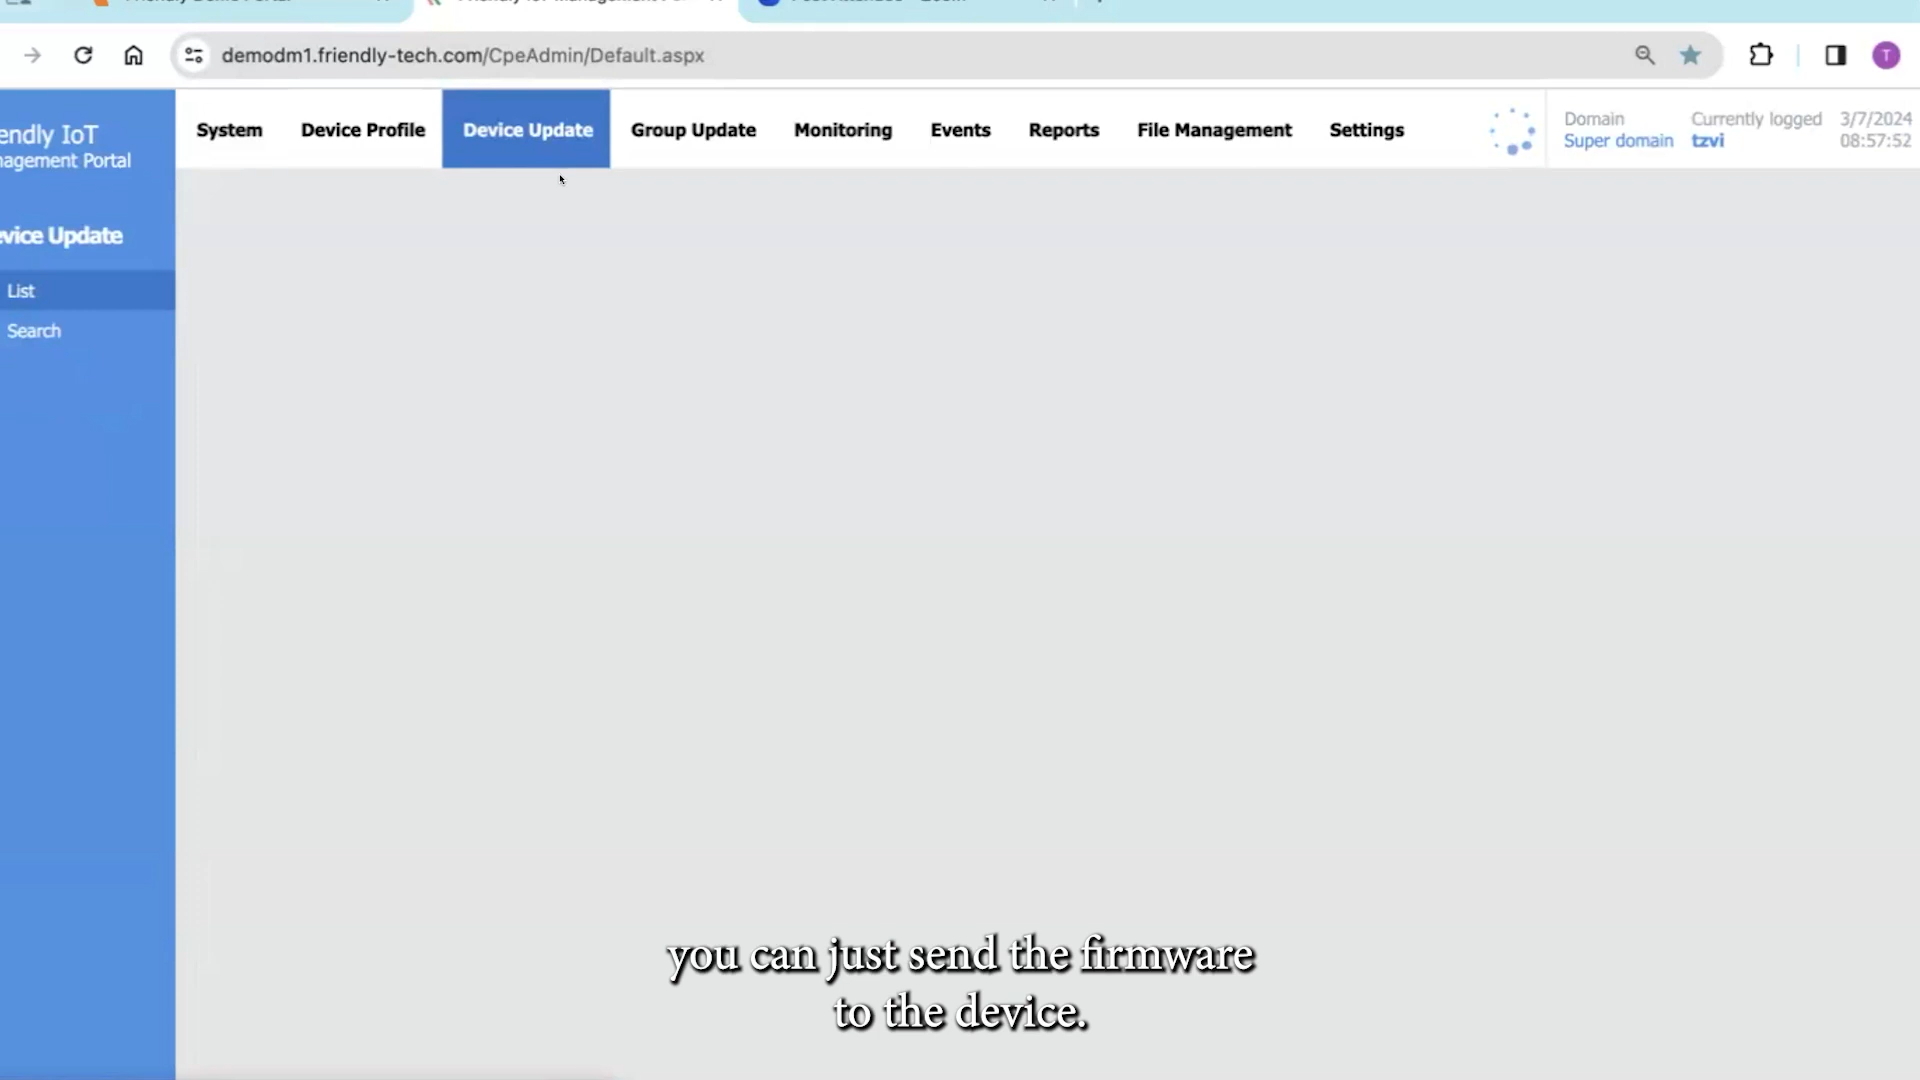 demodm1.friendly-tech.com/CpeAdmin/Default.aspx
T
endly IoT
nagement Portal
System
Device Profile
Device Update
Group Update
Monitoring
Events
Reports
File Management
Settings
Domain
Super domain
Currently logged
tzvi
3/7/2024
08:57:52
evice Update
List
Search
you can just send the firmware
to the device.